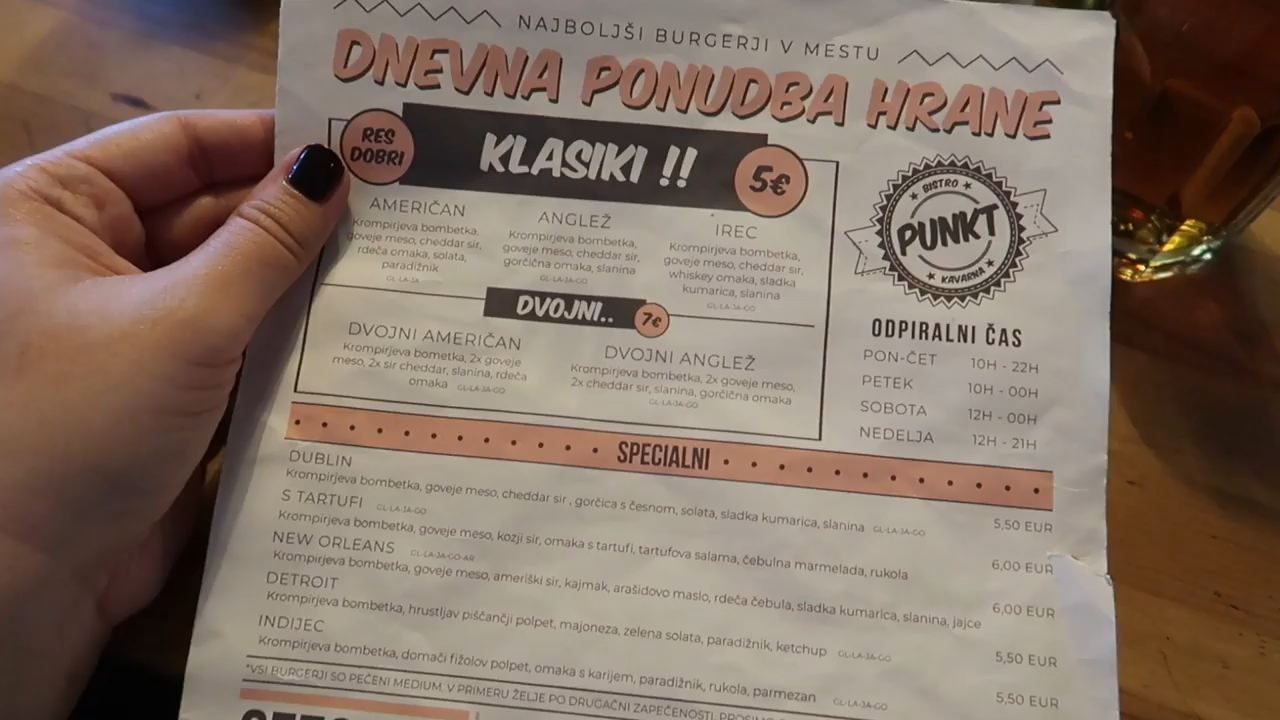 NAJBOLJŠI BURGERJI V MESTU
DNEVNA PONUDBA HRANE
RES
DOBRI
KLASIKI !!
5€
AMERIČAN
Krompirjeva bombetka,
goveje meso, cheddar sir,
rdeča omaka, solata,
paradižnik
GL-LA-JA
ANGLEŽ
Krompirjeva bombetka,
goveje meso, cheddar sir,
gorčična omaka, slanina
GL-LA-JA-GO
IREC
Krompirjeva bombetka,
goveje meso, cheddar sir,
whiskey omaka, sladka
kumarica, slanina
GL-LA-JA-GO
DVOJNI..
7€
DVOJNI AMERIČAN
Krompirjeva bometka, 2x goveje
meso, 2x sir cheddar, slanina, rdeča
omaka GL-LA-JA-GO
DVOJNI ANGLEŽ
Krompirjeva bombetka, 2x goveje meso,
2x cheddar sir, slanina, gorčična omaka
GL-LA-JA-GO
BISTRO
PUNKT
KAVARNA
ODPIRALNI ČAS
PON-ČET 10H - 22H
PETEK 10H - 00H
SOBOTA 12H - 00H
NEDELJA 12H - 21H
SPECIALNI
DUBLIN
Krompirjeva bombetka, goveje meso, cheddar sir , gorčica s česnom, solata, sladka kumarica, slanina GL-LA-JA-GO 5,50 EUR
S TARTUFI GL-LA-JA-GO
Krompirjeva bombetka, goveje meso, kozji sir, omaka s tartufi, tartufova salama, čebulna marmelada, rukola 6,00 EUR
NEW ORLEANS GL-LA-JA-GO-AR
Krompirjeva bombetka, goveje meso, ameriški sir, kajmak, arašidovo maslo, rdeča čebula, sladka kumarica, slanina, jajce 6,00 EUR
DETROIT
Krompirjeva bombetka, hrustljav piščančji polpet, majoneza, zelena solata, paradižnik, ketchup GL-LA-JA-GO 5,50 EUR
INDIJEC
Krompirjeva bombetka, domači fižolov polpet, omaka s karijem, paradižnik, rukola, parmezan GL-LA-JA-GO 5,50 EUR
*VSI BURGERJI SO PEČENI MEDIUM. V PRIMERU ŽELJE PO DRUGAČNI ZAPEČENOSTI,